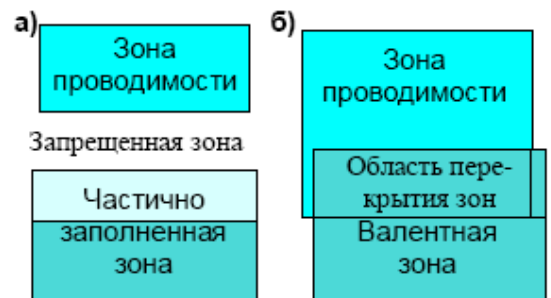 а)
Зона
проводимости
Запрещенная зона
Частично
заполненная
зона
б)
Зона
проводимости
Область пере-
крытия зон
Валентная
зона